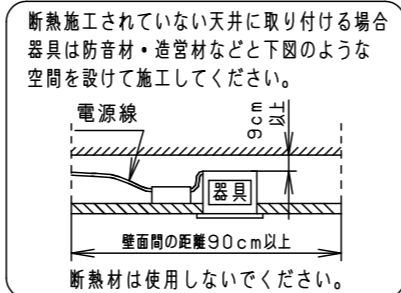 断熱施工されていない天井に取り付ける場合
器具は防音材・造営材などと下図のような
空間を設けて施工してください。
電源線
9cm
以上
器具
壁面間の距離90cm以上
断熱材は使用しないでください。